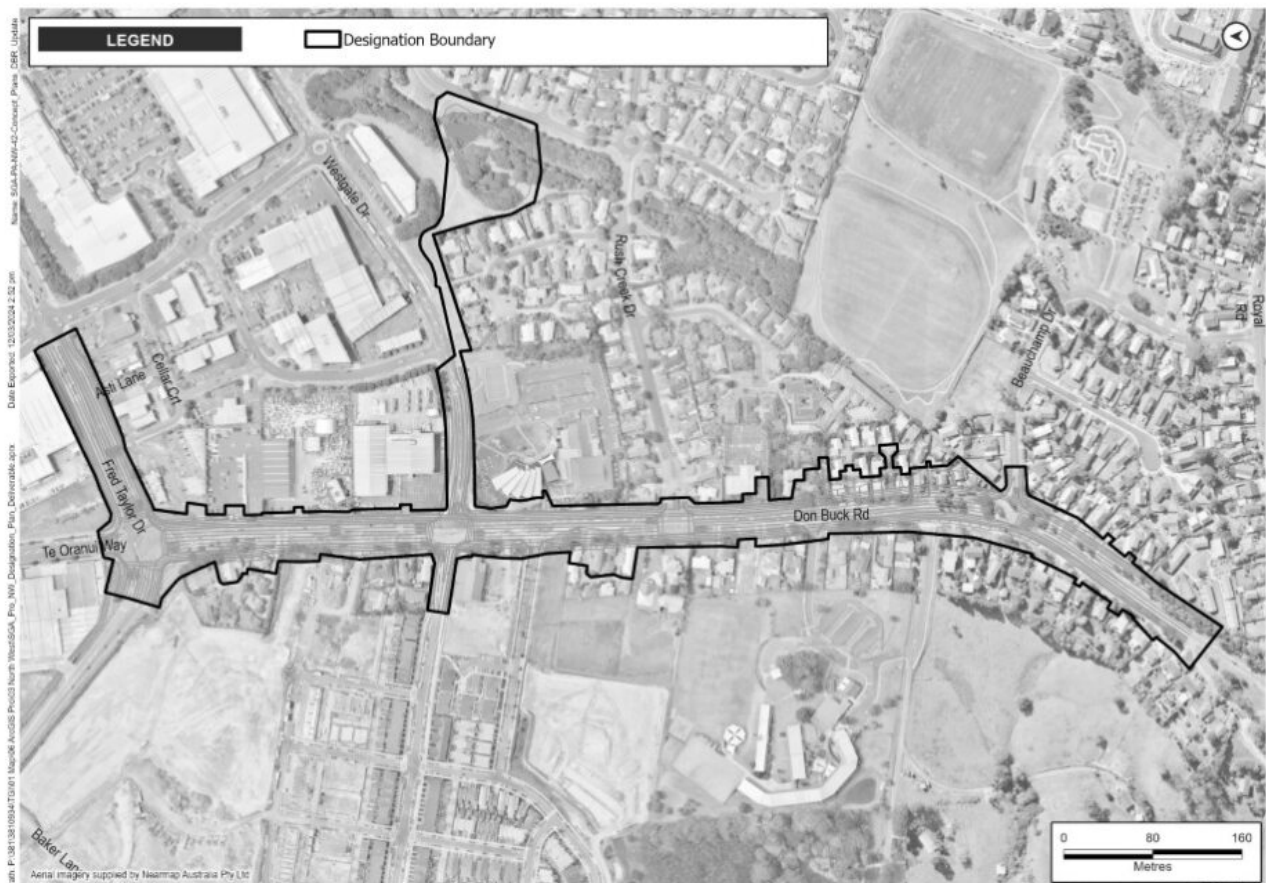 LEGEND
Designation Boundary
Westgate Dr
Rush Creek Dr
Royal
Rd
Beauchamp Dr
Asti Lane
Cellar Crt
Fred Taylor Dr
Te Oranui Way
Don Buck Rd
Baker Lane
0 80 160
Metres
Aerial imagery supplied by Nearmap Australia Pty Ltd
Date Exported: 12/03/2024 2:52 pm